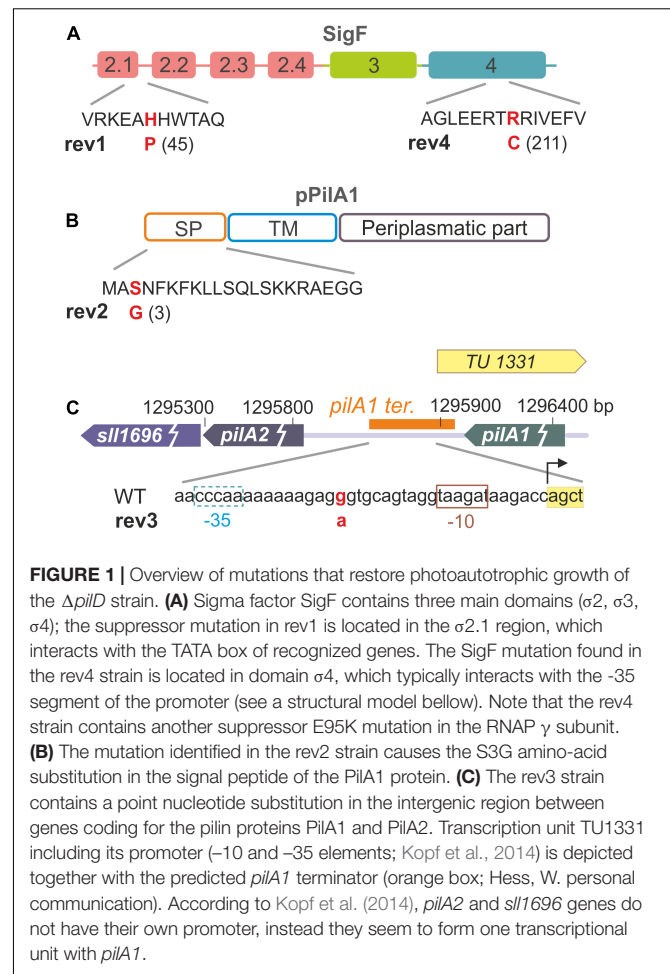 A
SigF
2.1 2.2 2.3 2.4 3 4
VRKEAHHWTAQ AGLEERTRRIVEFV
rev1 P (45) rev4 C (211)
pPilA1
B
SP TM Periplasmatic part
MASNFKFKLLSQLSKKRAEGG
rev2 G (3)
TU 1331
C 1295300 1295800 pilA1 ter. 1295900 1296400 bp
sll1696 pilA2 pilA1
WT aacccaaaaaaaagaggtgcagtaggtaagataagaccagct
rev3 -35 a -10
FIGURE 1 | Overview of mutations that restore photoautotrophic growth of
the ΔpilD strain. (A) Sigma factor SigF contains three main domains (σ2, σ3,
σ4); the suppressor mutation in rev1 is located in the σ2.1 region, which
interacts with the TATA box of recognized genes. The SigF mutation found in
the rev4 strain is located in domain σ4, which typically interacts with the -35
segment of the promoter (see a structural model bellow). Note that the rev4
strain contains another suppressor E95K mutation in the RNAP γ subunit.
(B) The mutation identified in the rev2 strain causes the S3G amino-acid
substitution in the signal peptide of the PilA1 protein. (C) The rev3 strain
contains a point nucleotide substitution in the intergenic region between
genes coding for the pilin proteins PilA1 and PilA2. Transcription unit TU1331
including its promoter (–10 and –35 elements; Kopf et al., 2014) is depicted
together with the predicted pilA1 terminator (orange box; Hess, W. personal
communication). According to Kopf et al. (2014), pilA2 and sll1696 genes do
not have their own promoter, instead they seem to form one transcriptional
unit with pilA1.